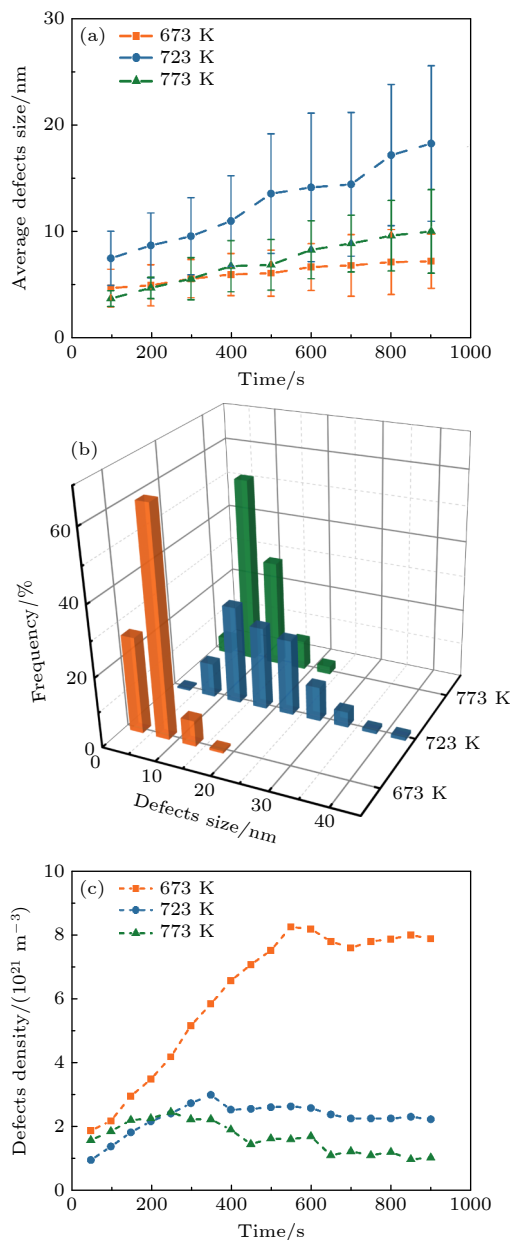 (a)
673 K
723 K
773 K
Average defects size/nm
30
20
10
0
0 200 400 600 800 1000
Time/s
(b)
Frequency/%
60
40
20
0
0 10 20 30 40
Defects size/nm
673 K
723 K
773 K
(c)
673 K
723 K
773 K
Defects density/(10²¹ m⁻³)
10
8
6
4
2
0
0 200 400 600 800 1000
Time/s